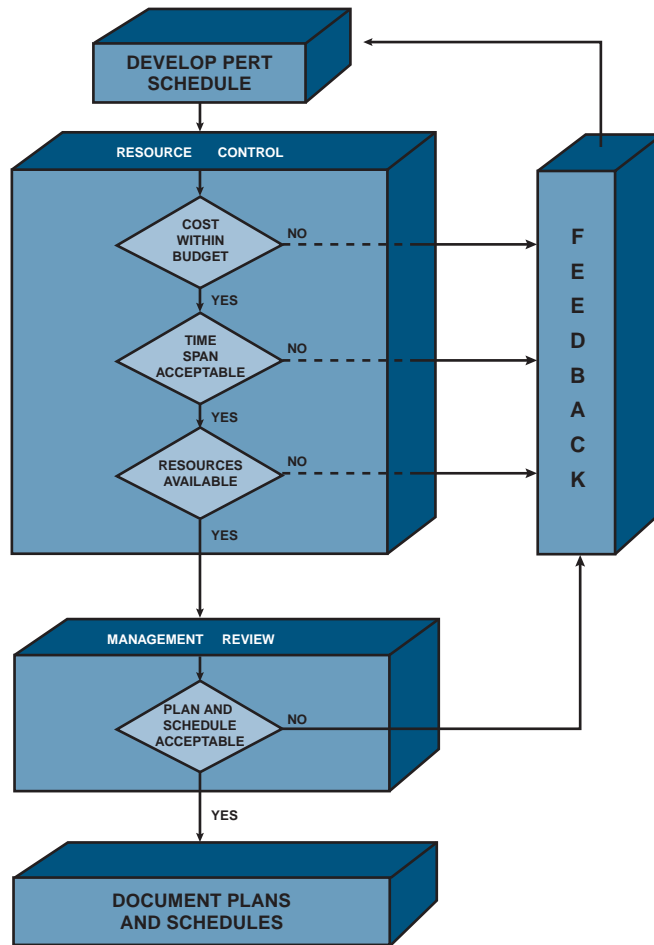 DEVELOP PERT
SCHEDULE
RESOURCE CONTROL
COST
WITHIN
BUDGET
NO
YES
TIME
SPAN
ACCEPTABLE
NO
YES
RESOURCES
AVAILABLE
NO
YES
FEEDBACK
MANAGEMENT REVIEW
PLAN AND
SCHEDULE
ACCEPTABLE
NO
YES
DOCUMENT PLANS
AND SCHEDULES